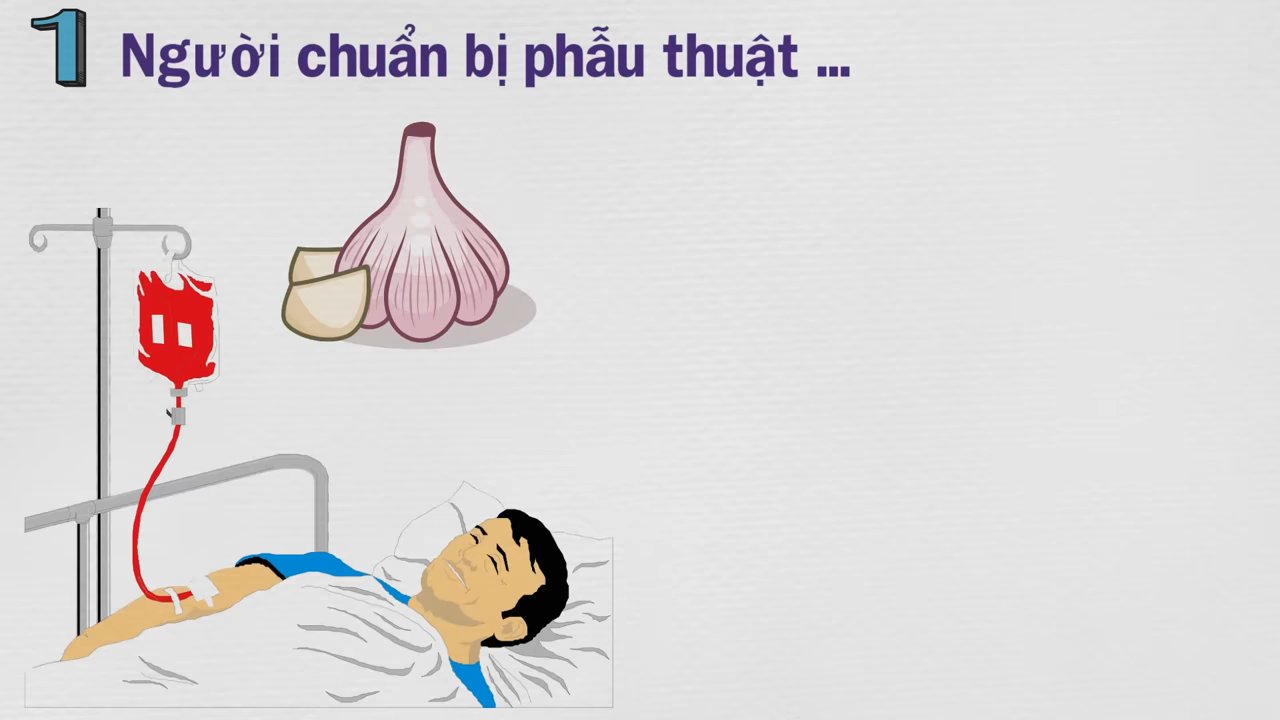 1 Người chuẩn bị phẫu thuật ...